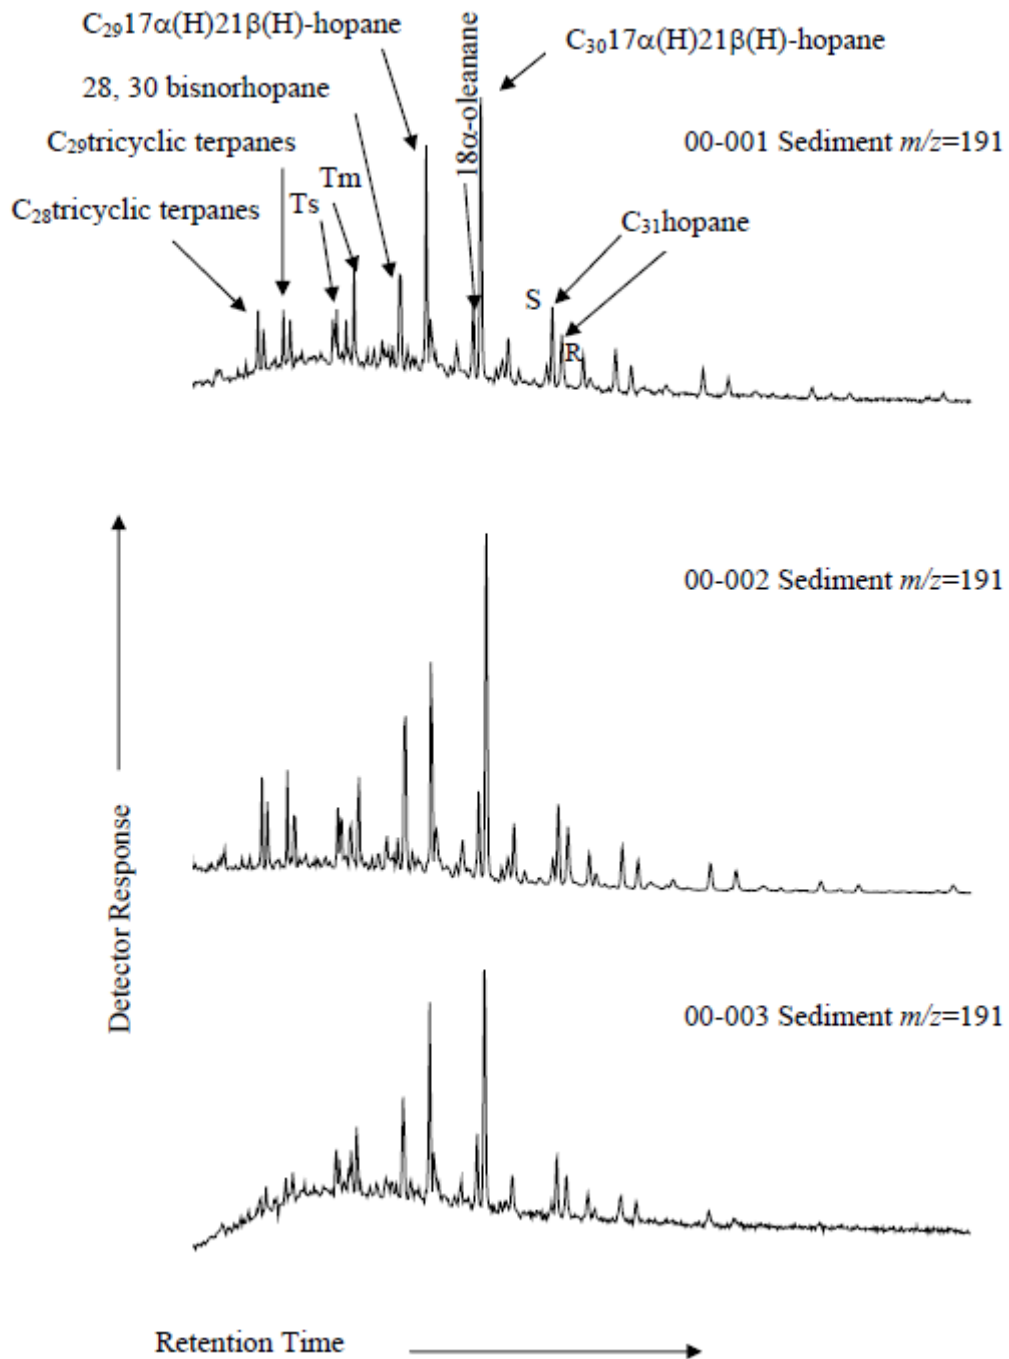 C₂₉17α(H)21β(H)-hopane
C₃₀17α(H)21β(H)-hopane
28, 30 bisnorhopane
18α-oleanane
C₂₉tricyclic terpanes
00-001 Sediment m/z=191
Tm
Ts
C₂₈tricyclic terpanes
C₃₁hopane
S
R
00-002 Sediment m/z=191
Detector Response
00-003 Sediment m/z=191
Retention Time